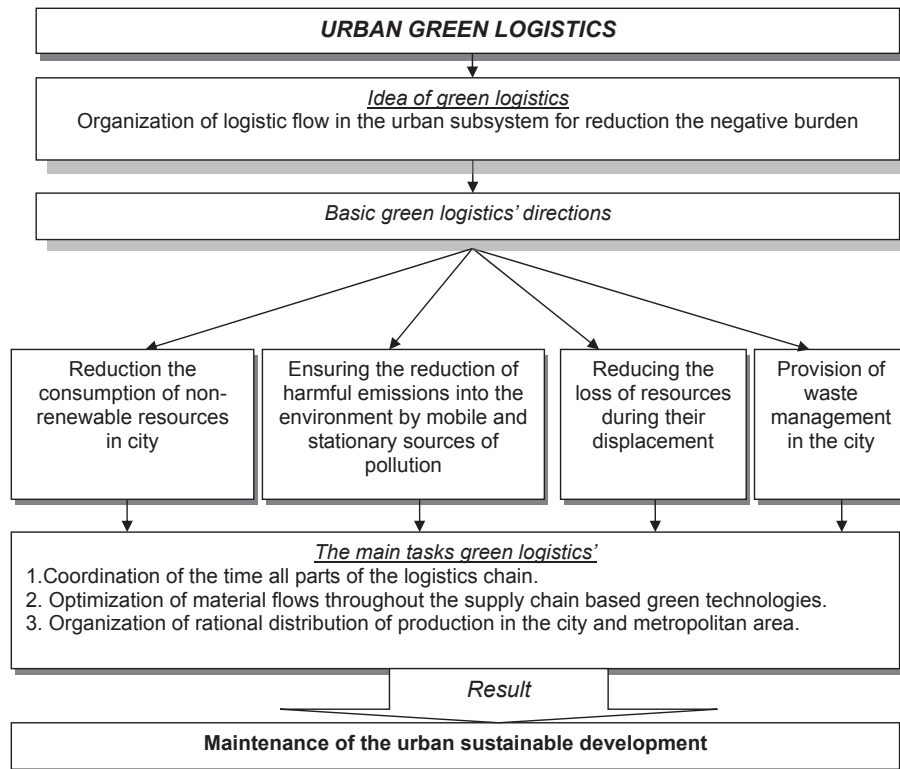 URBAN GREEN LOGISTICS
Idea of green logistics
Organization of logistic flow in the urban subsystem for reduction the negative burden
Basic green logistics’ directions
Reduction the
consumption of non-
renewable resources
in city
Ensuring the reduction of
harmful emissions into the
environment by mobile and
stationary sources of
pollution
Reducing the
loss of resources
during their
displacement
Provision of
waste
management
in the city
The main tasks green logistics’
1.Coordination of the time all parts of the logistics chain.
2. Optimization of material flows throughout the supply chain based green technologies.
3. Organization of rational distribution of production in the city and metropolitan area.
Result
Maintenance of the urban sustainable development